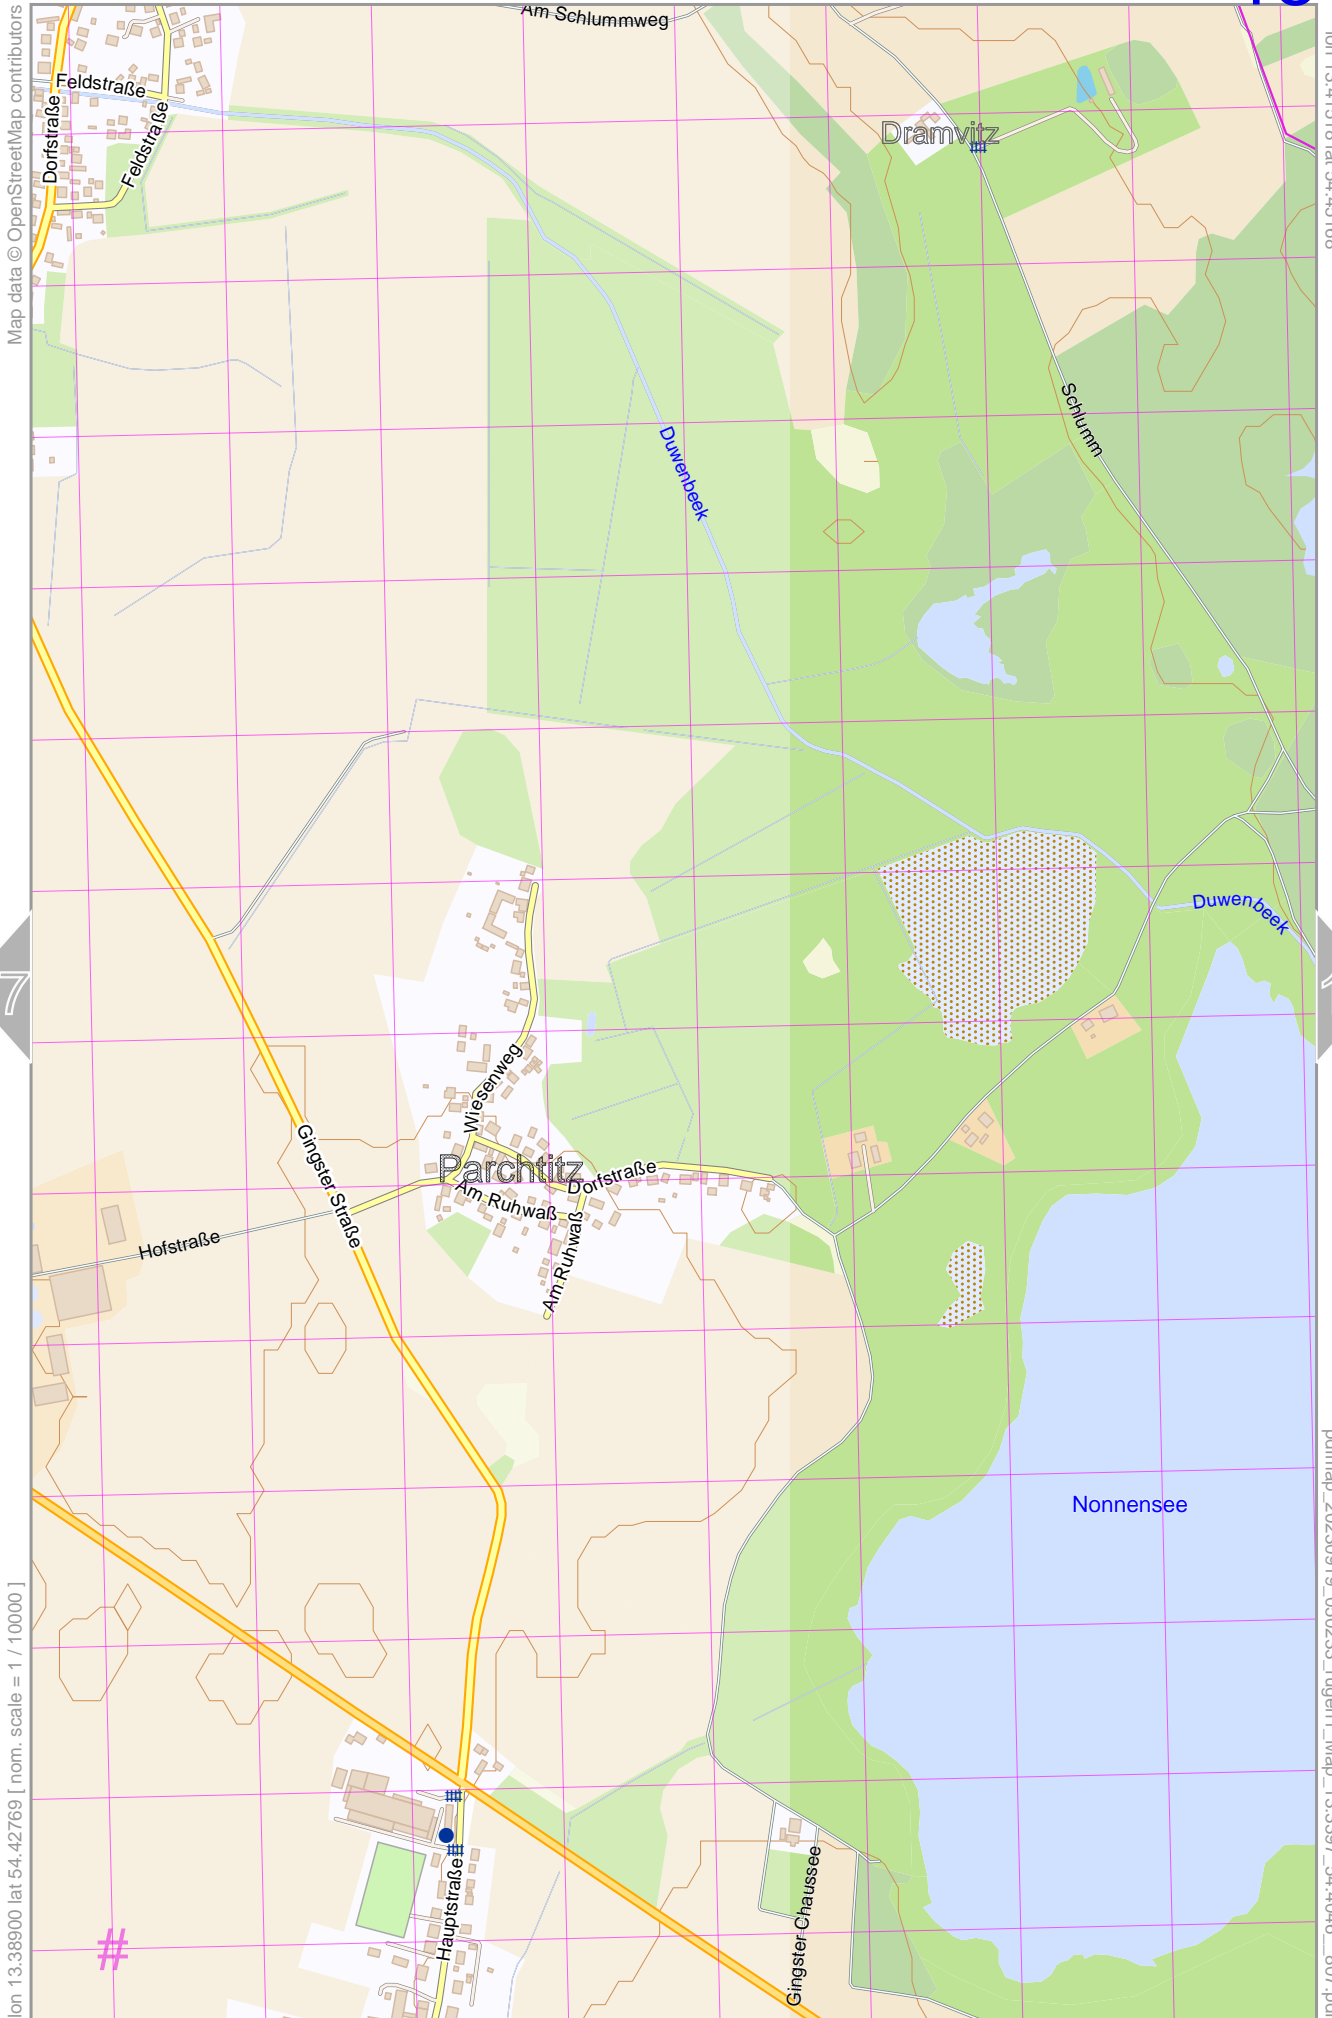 Am Schlummweg
Map data © OpenStreetMap contributors
Feldstraße
Dorfstraße
Feldstraße
Dramvitz
Schlumm
Duwenbeek
Duwenbeek
7
Wiesenweg
Parchtitz
Dorfstraße
Am Ruhwaß
Am Ruhwaß
Gingster Straße
Hofstraße
Nonnensee
lon 13.38900 lat 54.42769 [ nom. scale = 1 / 10000 ]
Hauptstraße
Gingster Chaussee
#